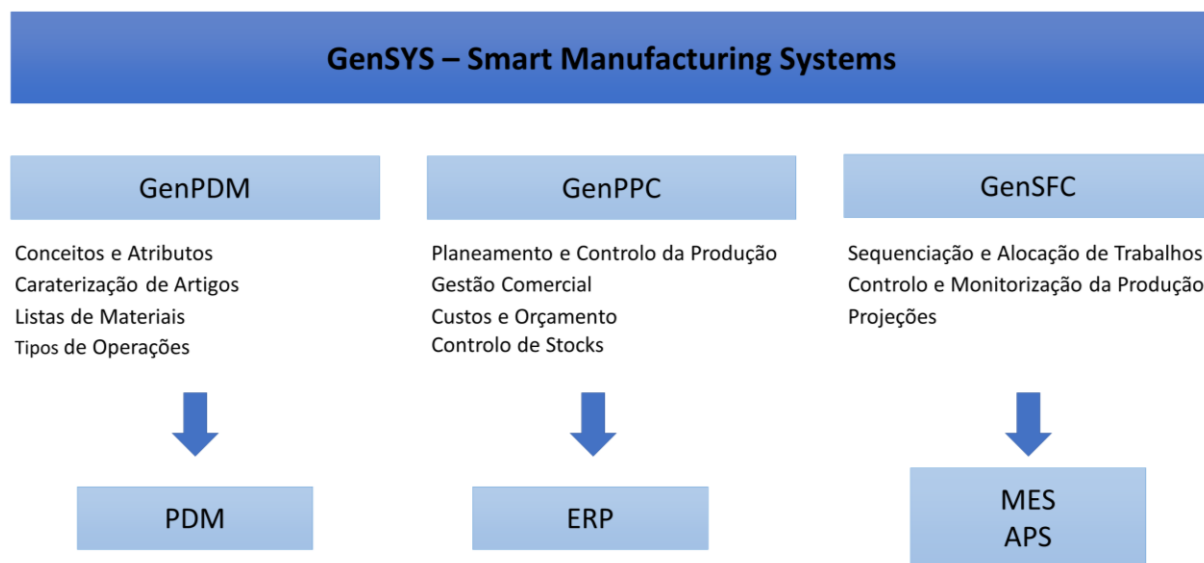 GenSYS – Smart Manufacturing Systems
GenPDM
Conceitos e Atributos
Caraterização de Artigos
Listas de Materiais
Tipos de Operações
PDM
GenPPC
Planeamento e Controlo da Produção
Gestão Comercial
Custos e Orçamento
Controlo de Stocks
ERP
GenSFC
Sequenciação e Alocação de Trabalhos
Controlo e Monitorização da Produção
Projeções
MES
APS